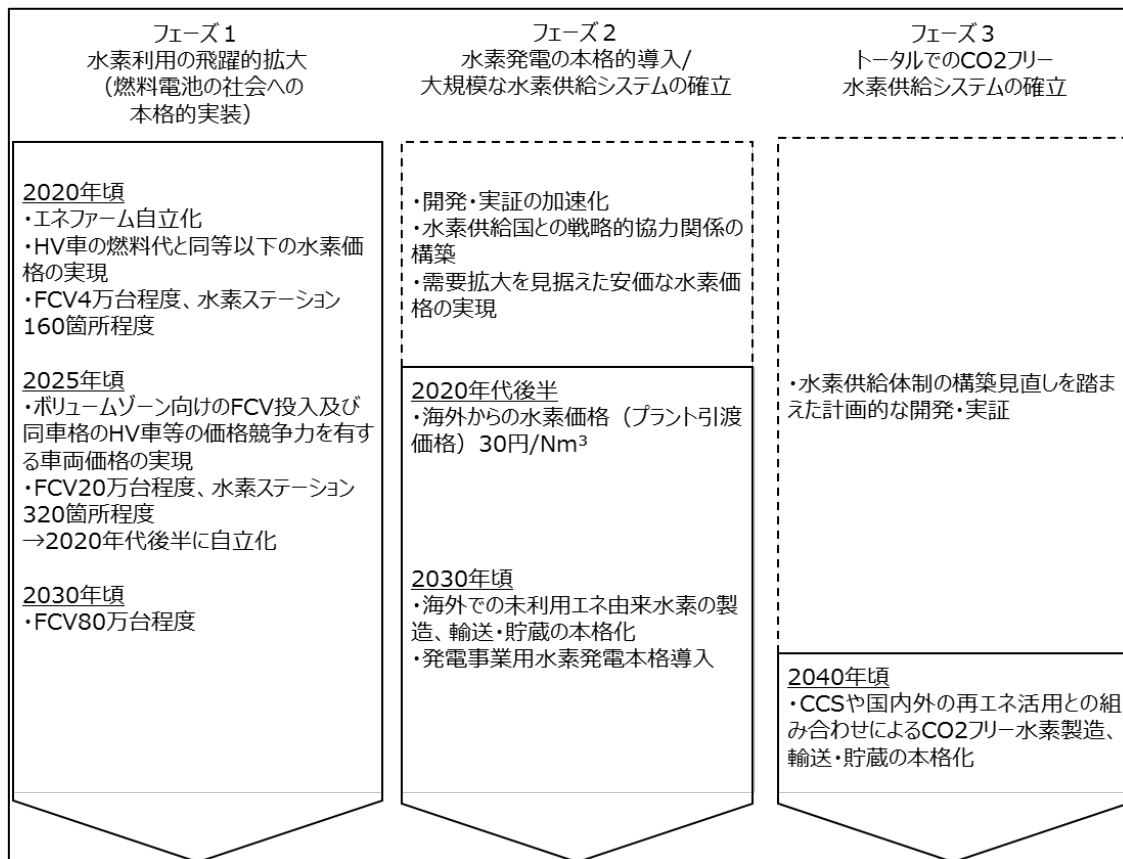 フェーズ１
水素利用の飛躍的拡大
（燃料電池の社会への
本格的実装）
2020年頃
・エネファーム自立化
・HV車の燃料代と同等以下の水素価
格の実現
・FCV4万台程度、水素ステーション
160箇所程度
2025年頃
・ボリュームゾーン向けのFCV投入及び
同車格のHV車等の価格競争力を有す
る車両価格の実現
・FCV20万台程度、水素ステーション
320箇所程度
→2020年代後半に自立化
2030年頃
・FCV80万台程度
フェーズ２
水素発電の本格的導入/
大規模な水素供給システムの確立
・開発・実証の加速化
・水素供給国との戦略的協力関係の
構築
・需要拡大を見据えた安価な水素価
格の実現
2020年代後半
・海外からの水素価格（プラント引渡
価格）30円/Nm³
2030年頃
・海外での未利用エネ由来水素の製
造、輸送・貯蔵の本格化
・発電事業用水素発電本格導入
フェーズ３
トータルでのCO2フリー
水素供給システムの確立
・水素供給体制の構築見直しを踏ま
えた計画的な開発・実証
2040年頃
・CCSや国内外の再エネ活用との組
み合わせによるCO2フリー水素製造、
輸送・貯蔵の本格化